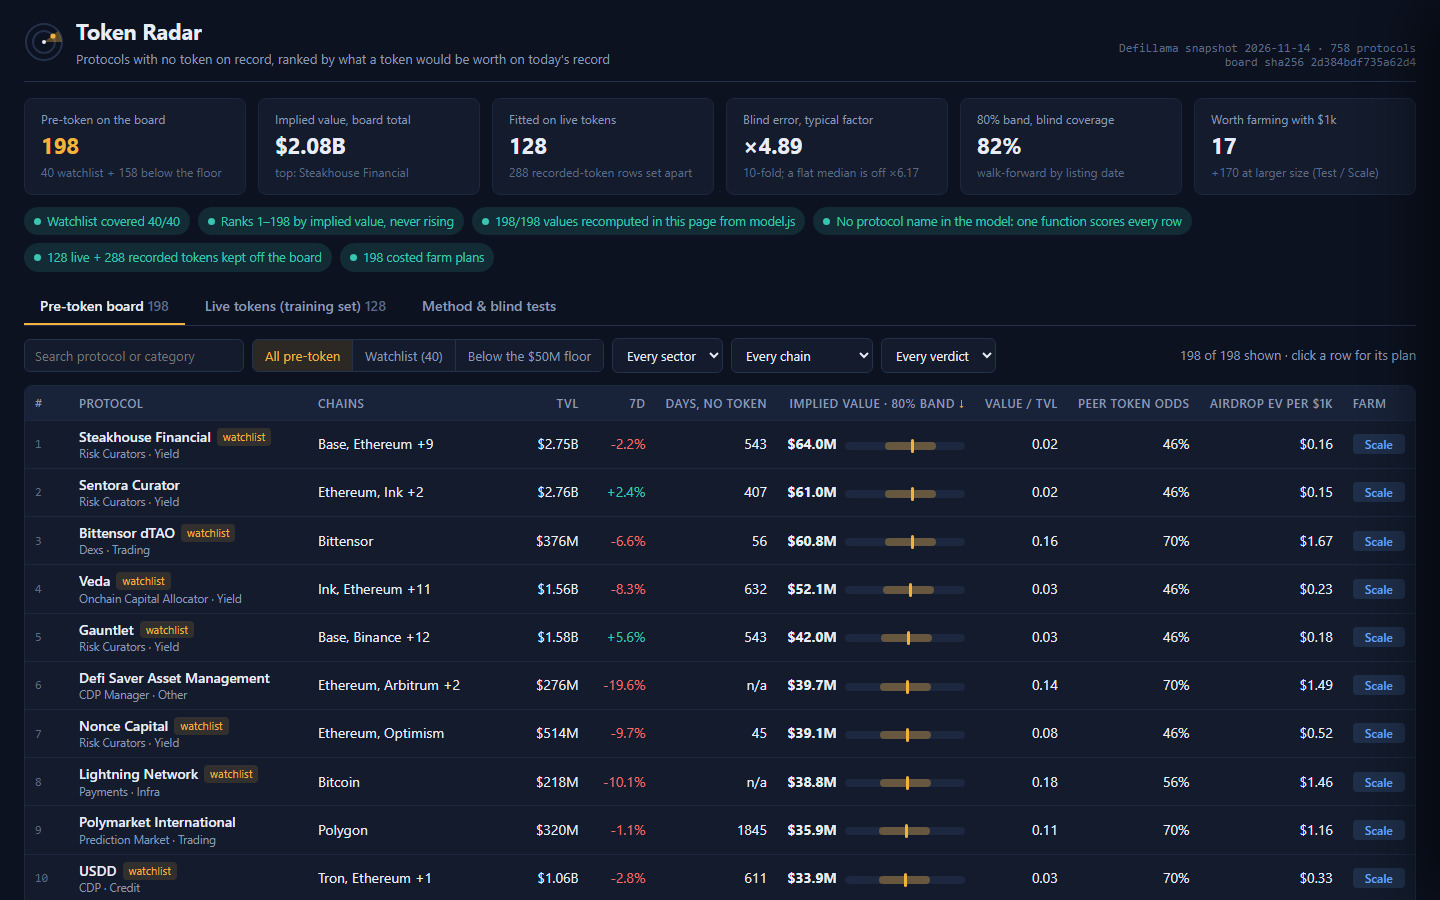 Token Radar
Protocols with no token on record, ranked by what a token would be worth on today's record
DefiLlama snapshot 2026-11-14 · 758 protocols
board sha256 2d384bdf735a62d4
Pre-token on the board
198
40 watchlist + 158 below the floor
Implied value, board total
$2.08B
top: Steakhouse Financial
Fitted on live tokens
128
288 recorded-token rows set apart
Blind error, typical factor
×4.89
10-fold; a flat median is off ×6.17
80% band, blind coverage
82%
walk-forward by listing date
Worth farming with $1k
17
+170 at larger size (Test / Scale)
Watchlist covered 40/40
Ranks 1–198 by implied value, never rising
198/198 values recomputed in this page from model.js
No protocol name in the model: one function scores every row
128 live + 288 recorded tokens kept off the board
198 costed farm plans
Pre-token board 198
Live tokens (training set) 128
Method & blind tests
Search protocol or category
All pre-token
Watchlist (40)
Below the $50M floor
Every sector
Every chain
Every verdict
198 of 198 shown · click a row for its plan
# PROTOCOL CHAINS TVL 7D DAYS, NO TOKEN IMPLIED VALUE · 80% BAND ↓ VALUE / TVL PEER TOKEN ODDS AIRDROP EV PER $1K FARM
1 Steakhouse Financial watchlist Base, Ethereum +9 $2.75B -2.2% 543 $64.0M 0.02 46% $0.16 Scale
Risk Curators · Yield
2 Sentora Curator Ethereum, Ink +2 $2.76B +2.4% 407 $61.0M 0.02 46% $0.15 Scale
Risk Curators · Yield
3 Bittensor dTAO watchlist Bittensor $376M -6.6% 56 $60.8M 0.16 70% $1.67 Scale
Dexs · Trading
4 Veda watchlist Ink, Ethereum +11 $1.56B -8.3% 632 $52.1M 0.03 46% $0.23 Scale
Onchain Capital Allocator · Yield
5 Gauntlet watchlist Base, Binance +12 $1.58B +5.6% 543 $42.0M 0.03 46% $0.18 Scale
Risk Curators · Yield
6 Defi Saver Asset Management Ethereum, Arbitrum +2 $276M -19.6% n/a $39.7M 0.14 70% $1.49 Scale
CDP Manager · Other
7 Nonce Capital watchlist Ethereum, Optimism $514M -9.7% 45 $39.1M 0.08 46% $0.52 Scale
Risk Curators · Yield
8 Lightning Network watchlist Bitcoin $218M -10.1% n/a $38.8M 0.18 56% $1.46 Scale
Payments · Infra
9 Polymarket International Polygon $320M -1.1% 1845 $35.9M 0.11 70% $1.16 Scale
Prediction Market · Trading
10 USDD watchlist Tron, Ethereum +1 $1.06B -2.8% 611 $33.9M 0.03 70% $0.33 Scale
CDP · Credit